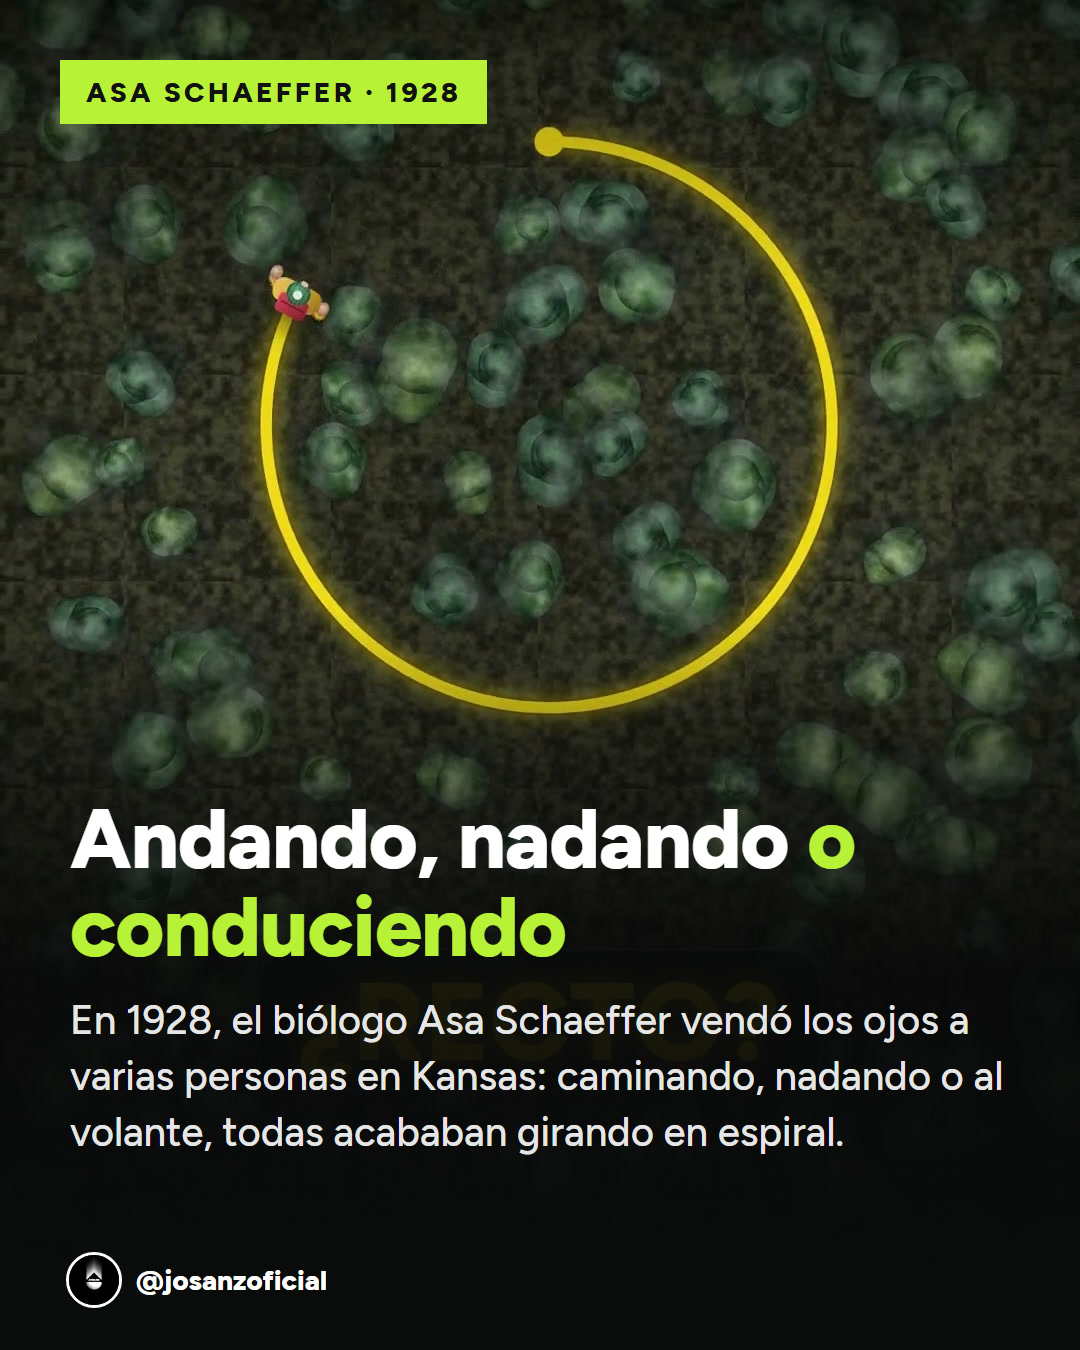 ASA SCHAEFFER · 1928
Andando, nadando o
conduciendo
¿RECTO?
En 1928, el biólogo Asa Schaeffer vendó los ojos a
varias personas en Kansas: caminando, nadando o al
volante, todas acababan girando en espiral.
@josanzoficial